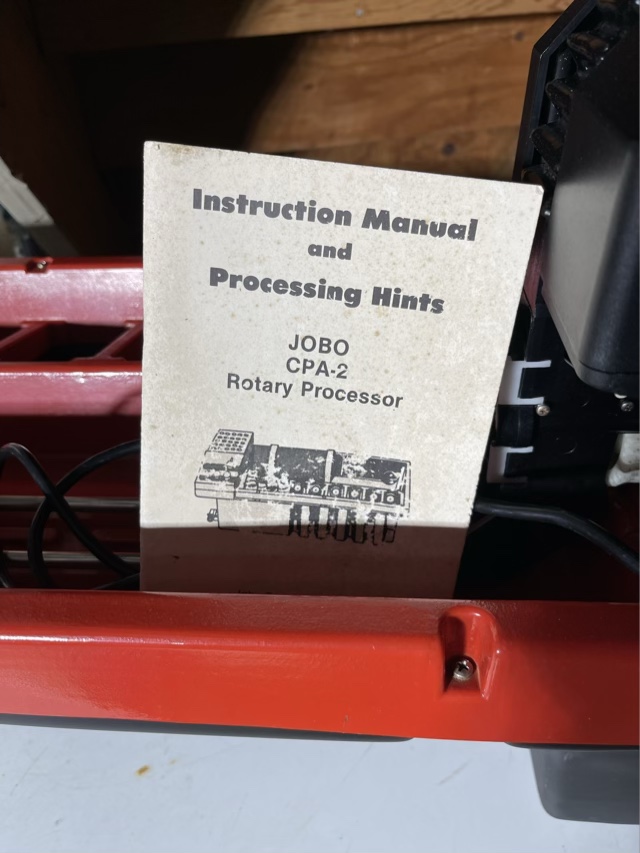 Instruction Manual
and
Processing Hints
JOBO
CPA-2
Rotary Processor